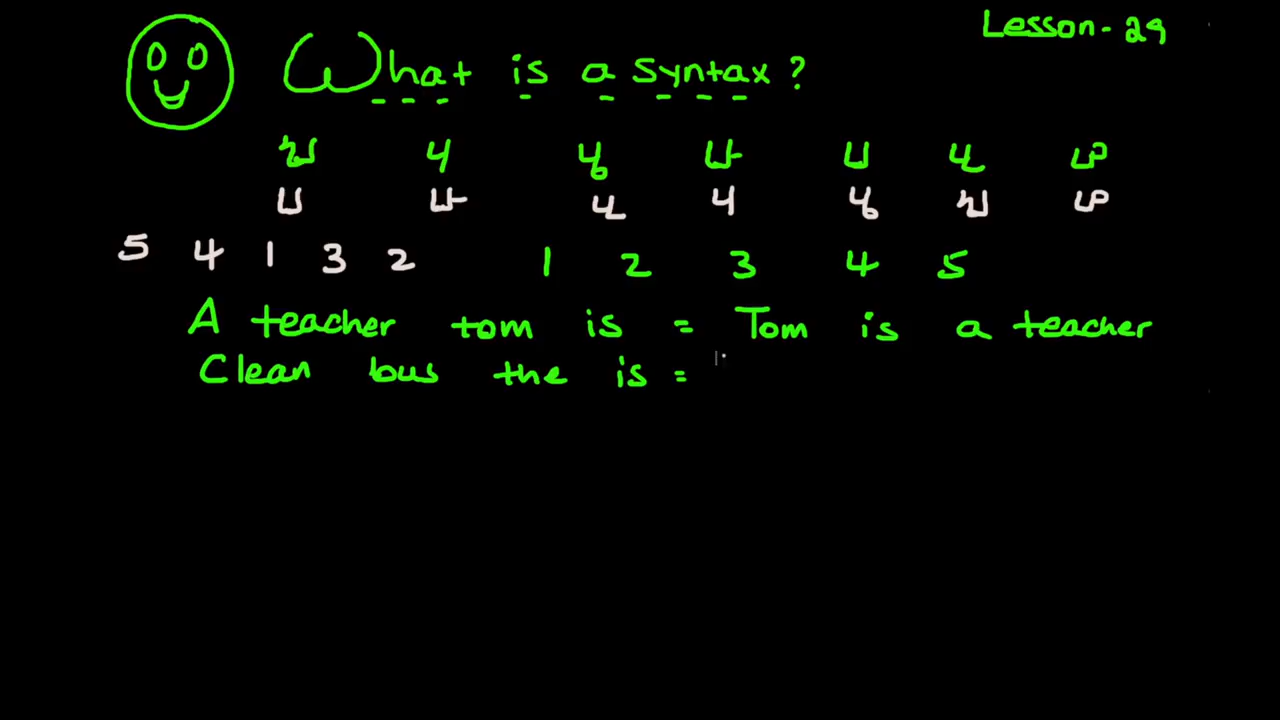 Lesson-29
What is a syntax?
ህ ሃ ሄ ሁ ሀ ሂ ሆ
ሀ ሁ ሂ ሃ ሄ ህ ሆ
5 4 1 3 2 1 2 3 4 5
A teacher tom is = Tom is a teacher
Clean bus the is =